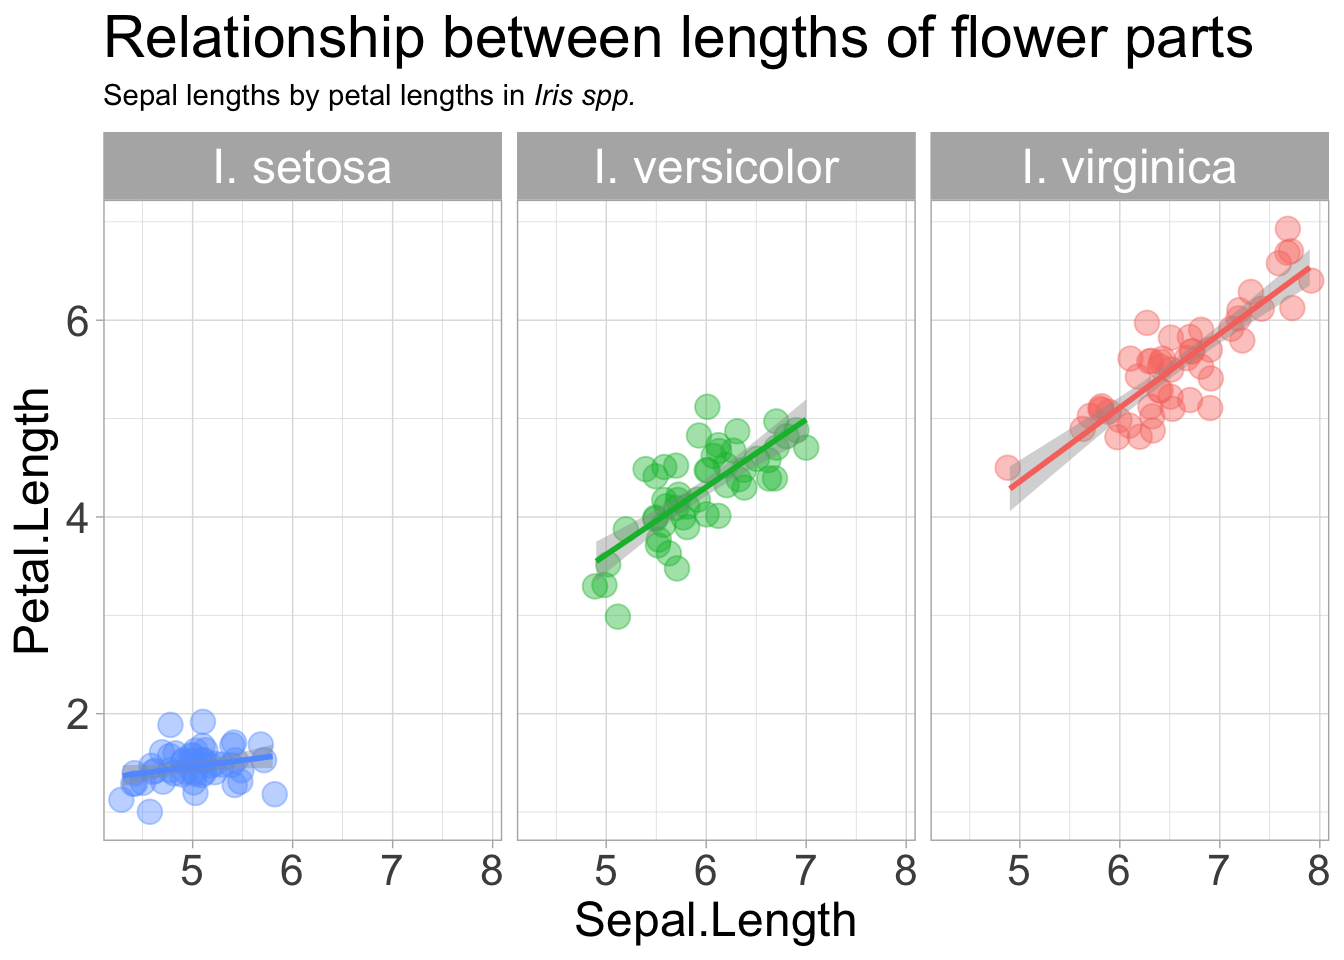 Relationship between lengths of flower parts
Sepal lengths by petal lengths in Iris spp.
I. setosa
I. versicolor
I. virginica
Petal.Length
6
4
2
5 6 7 8
5 6 7 8
5 6 7 8
Sepal.Length